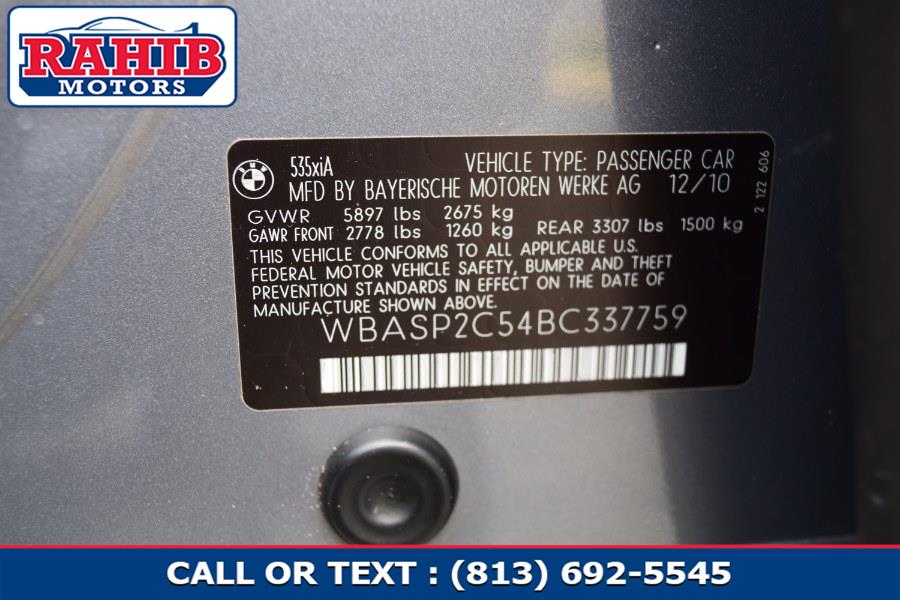 RAHIB
MOTORS
BMW
535xiA VEHICLE TYPE: PASSENGER CAR
MFD BY BAYERISCHE MOTOREN WERKE AG 12/10
GVWR 5897 lbs 2675 kg
GAWR FRONT 2778 lbs 1260 kg REAR 3307 lbs 1500 kg
THIS VEHICLE CONFORMS TO ALL APPLICABLE U.S.
FEDERAL MOTOR VEHICLE SAFETY, BUMPER AND THEFT
PREVENTION STANDARDS IN EFFECT ON THE DATE OF
MANUFACTURE SHOWN ABOVE.
WBASP2C54BC337759
2 122 606
CALL OR TEXT : (813) 692-5545